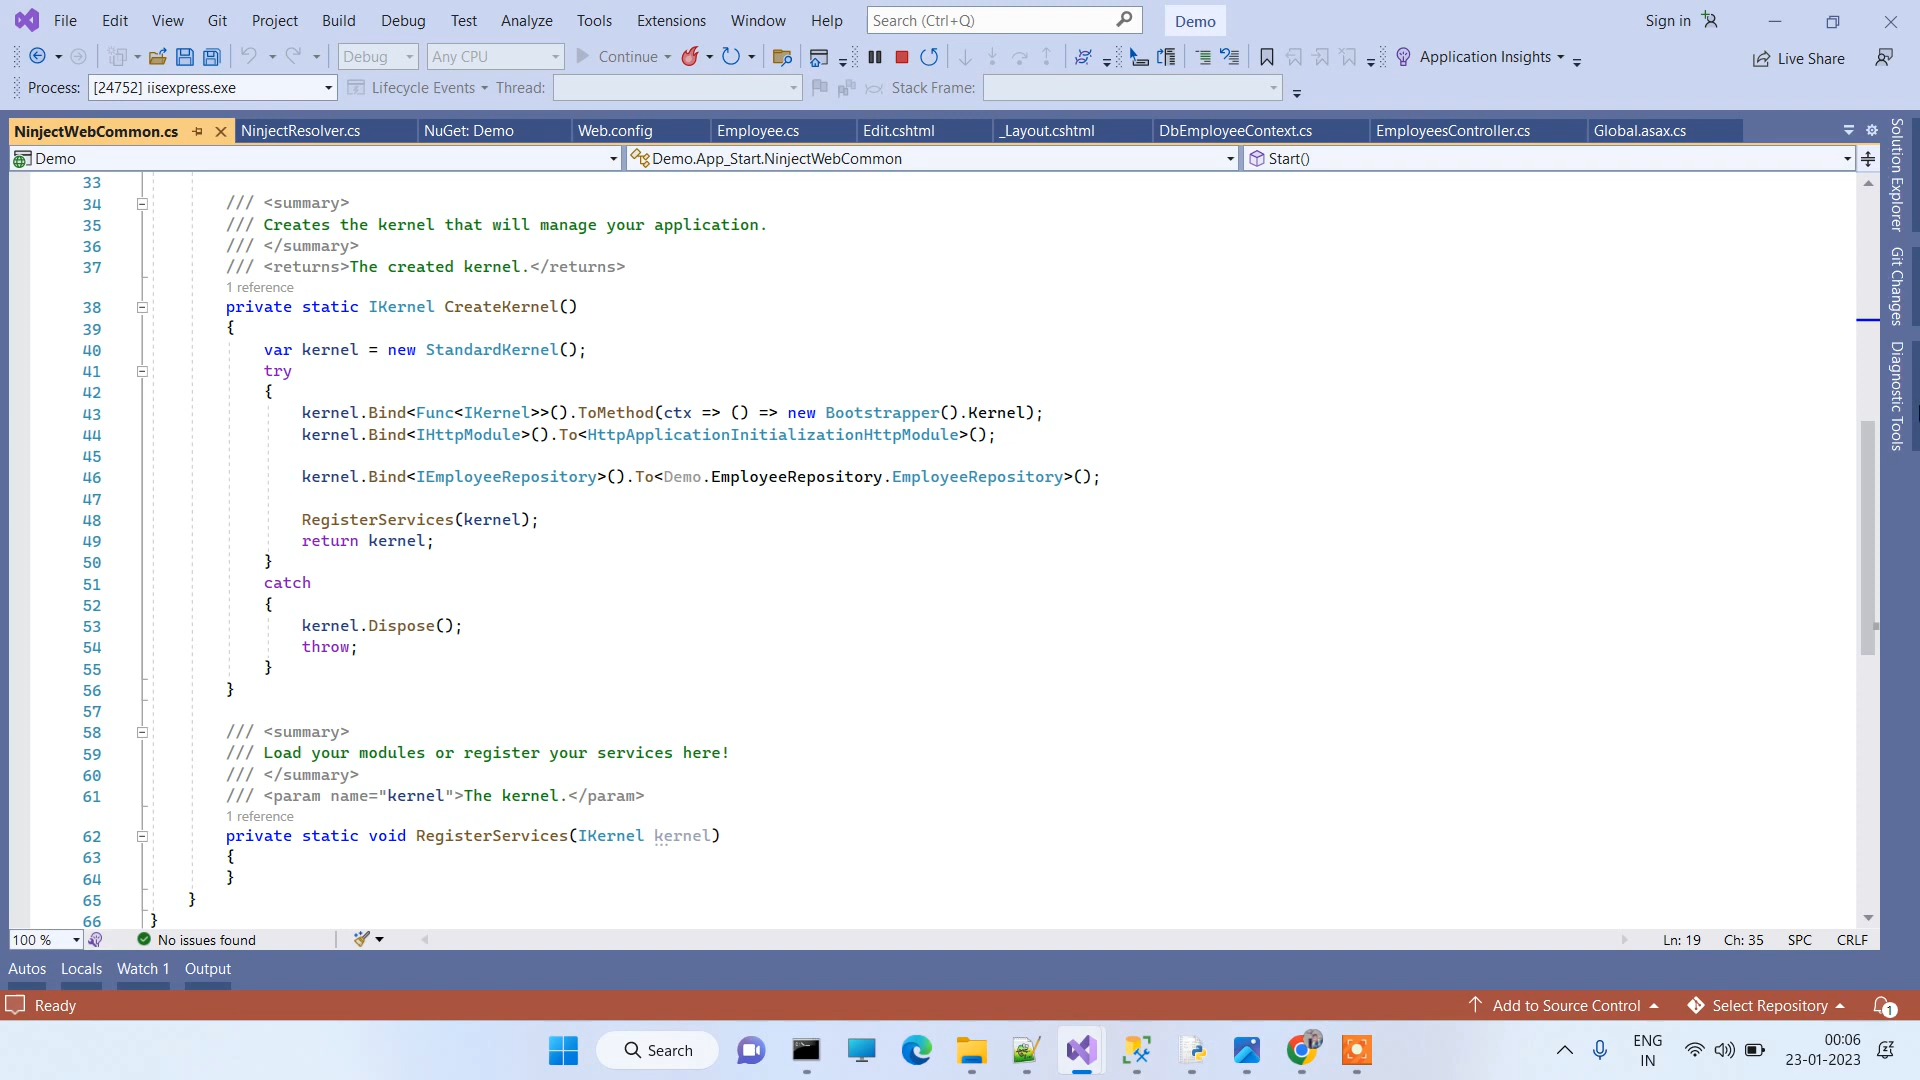 File Edit View Git Project Build Debug Test Analyze Tools Extensions Window Help Search (Ctrl+Q) Demo Sign in
Debug Any CPU Continue Application Insights Live Share
Process: [24752] iisexpress.exe Lifecycle Events Thread: Stack Frame:
NinjectWebCommon.cs NinjectResolver.cs NuGet: Demo Web.config Employee.cs Edit.cshtml _Layout.cshtml DbEmployeeContext.cs EmployeesController.cs Global.asax.cs
Demo Demo.App_Start.NinjectWebCommon Start()
33
34 /// <summary>
35 /// Creates the kernel that will manage your application.
36 /// </summary>
37 /// <returns>The created kernel.</returns>
1 reference
38 private static IKernel CreateKernel()
39 {
40 var kernel = new StandardKernel();
41 try
42 {
43 kernel.Bind<Func<IKernel>>().ToMethod(ctx => () => new Bootstrapper().Kernel);
44 kernel.Bind<IHttpModule>().To<HttpApplicationInitializationHttpModule>();
45
46 kernel.Bind<IEmployeeRepository>().To<Demo.EmployeeRepository.EmployeeRepository>();
47
48 RegisterServices(kernel);
49 return kernel;
50 }
51 catch
52 {
53 kernel.Dispose();
54 throw;
55 }
56 }
57
58 /// <summary>
59 /// Load your modules or register your services here!
60 /// </summary>
61 /// <param name="kernel">The kernel.</param>
1 reference
62 private static void RegisterServices(IKernel kernel)
63 {
64 }
65 }
66 }
Solution Explorer
Git Changes
Diagnostic Tools
100 % No issues found Ln: 19 Ch: 35 SPC CRLF
Autos Locals Watch 1 Output
Ready Add to Source Control Select Repository 1
Search ENG 00:06
IN 23-01-2023